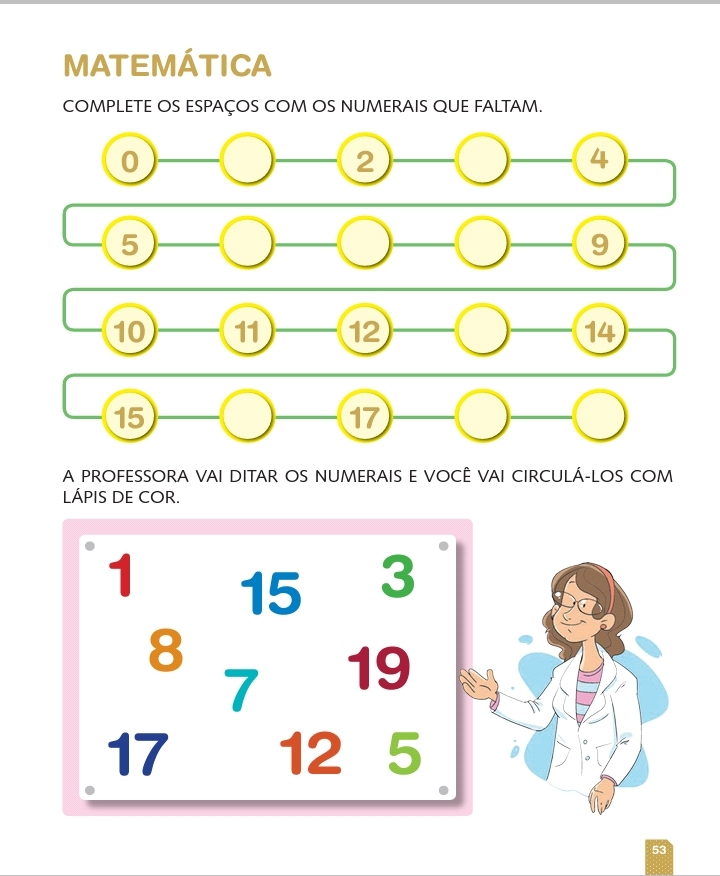 MATEMÁTICA
COMPLETE OS ESPAÇOS COM OS NUMERAIS QUE FALTAM.
0 2 4
5 9
10 11 12 14
15 17
A PROFESSORA VAI DITAR OS NUMERAIS E VOCÊ VAI CIRCULÁ-LOS COM
LÁPIS DE COR.
1 15 3
8 7 19
17 12 5
53